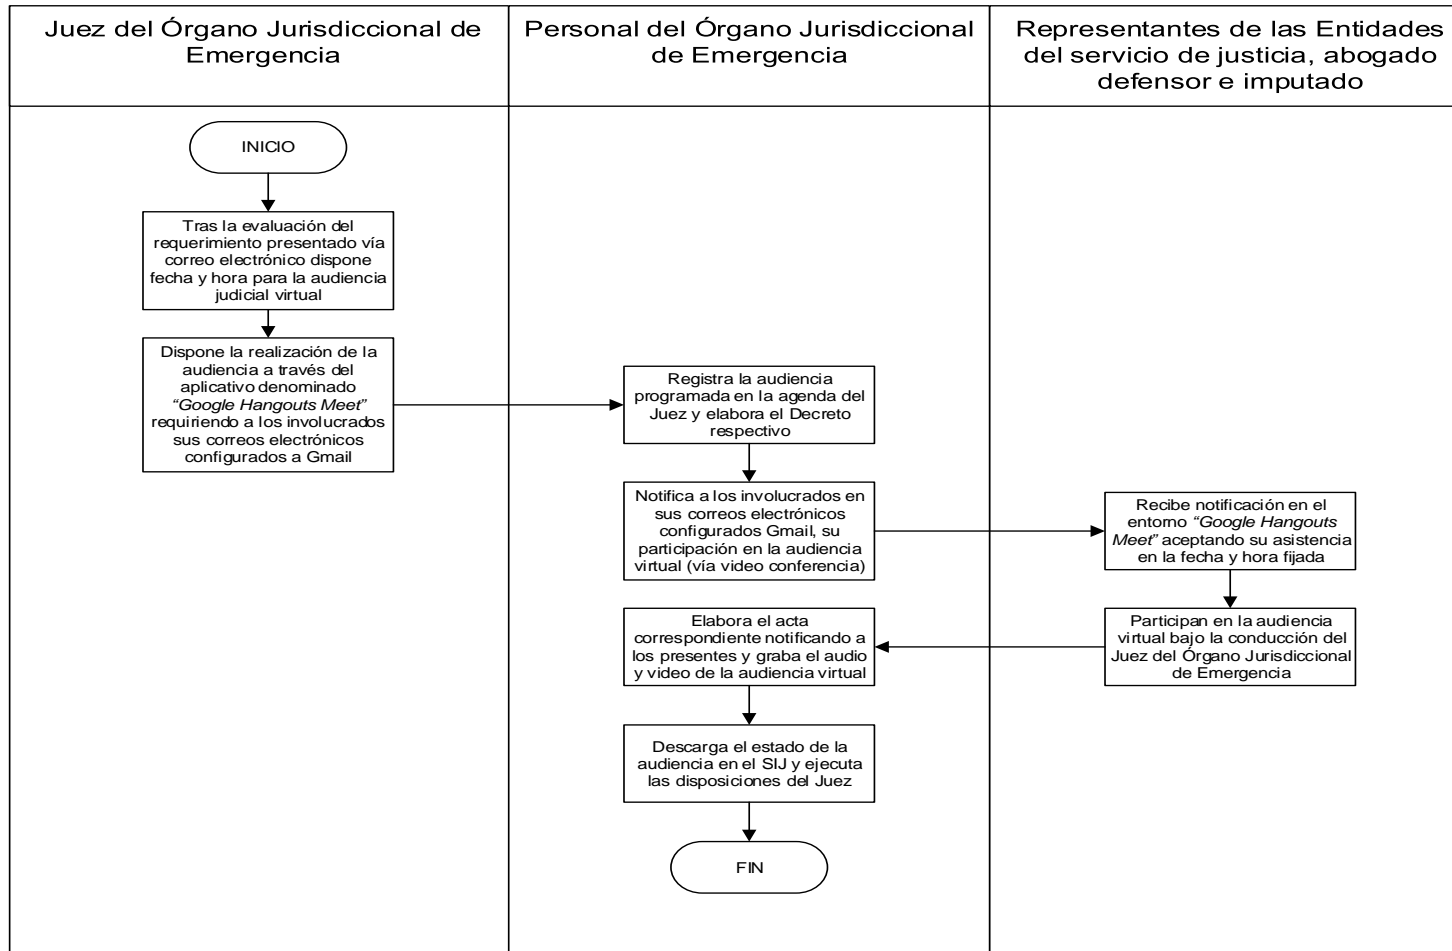 Juez del Órgano Jurisdiccional de
Emergencia
Personal del Órgano Jurisdiccional
de Emergencia
Representantes de las Entidades
del servicio de justicia, abogado
defensor e imputado
INICIO
Tras la evaluación del
requerimiento presentado vía
correo electrónico dispone
fecha y hora para la audiencia
judicial virtual
Dispone la realización de la
audiencia a través del
aplicativo denominado
“Google Hangouts Meet”
requiriendo a los involucrados
sus correos electrónicos
configurados a Gmail
Registra la audiencia
programada en la agenda del
Juez y elabora el Decreto
respectivo
Notifica a los involucrados en
sus correos electrónicos
configurados Gmail, su
participación en la audiencia
virtual (vía video conferencia)
Recibe notificación en el
entorno “Google Hangouts
Meet” aceptando su asistencia
en la fecha y hora fijada
Participan en la audiencia
virtual bajo la conducción del
Juez del Órgano Jurisdiccional
de Emergencia
Elabora el acta
correspondiente notificando a
los presentes y graba el audio
y video de la audiencia virtual
Descarga el estado de la
audiencia en el SIJ y ejecuta
las disposiciones del Juez
FIN